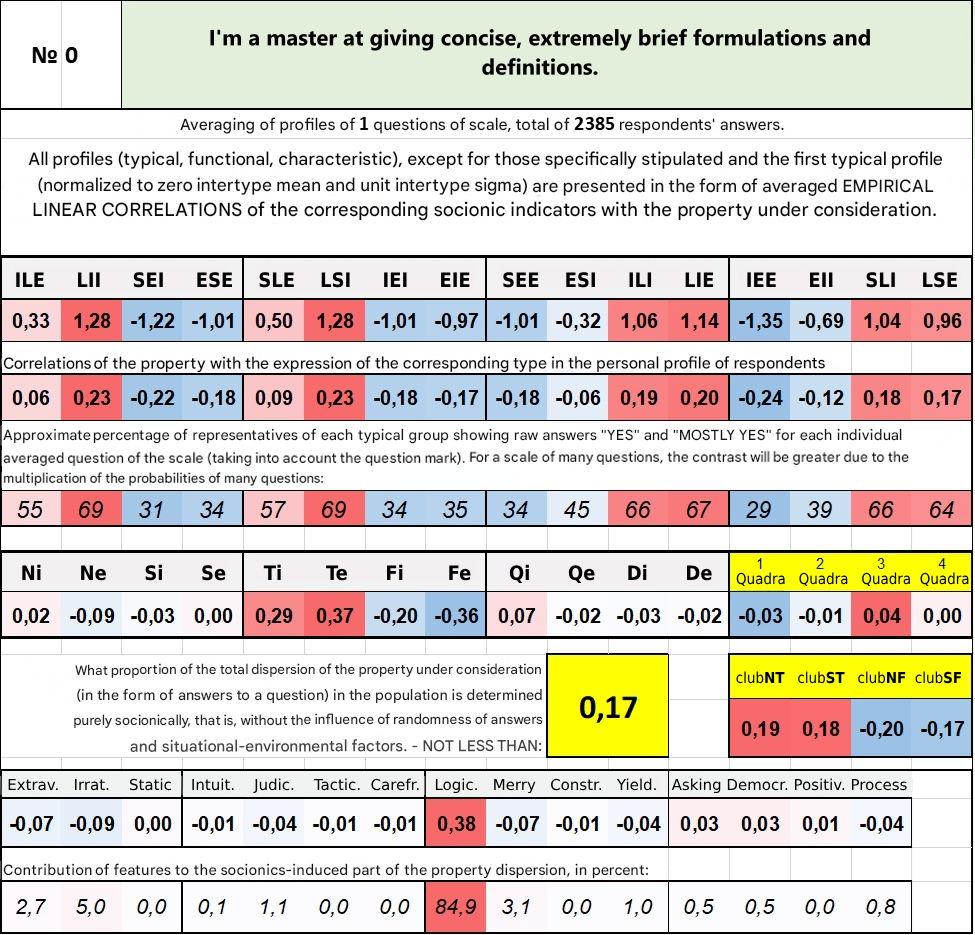 № 0
I'm a master at giving concise, extremely brief formulations and
definitions.
Averaging of profiles of 1 questions of scale, total of 2385 respondents' answers.
All profiles (typical, functional, characteristic), except for those specifically stipulated and the first typical profile
(normalized to zero intertype mean and unit intertype sigma) are presented in the form of averaged EMPIRICAL
LINEAR CORRELATIONS of the corresponding socionic indicators with the property under consideration.
ILE LII SEI ESE SLE LSI IEI EIE SEE ESI ILI LIE IEE EII SLI LSE
0,33 1,28 -1,22 -1,01 0,50 1,28 -1,01 -0,97 -1,01 -0,32 1,06 1,14 -1,35 -0,69 1,04 0,96
Correlations of the property with the expression of the corresponding type in the personal profile of respondents
0,06 0,23 -0,22 -0,18 0,09 0,23 -0,18 -0,17 -0,18 -0,06 0,19 0,20 -0,24 -0,12 0,18 0,17
Approximate percentage of representatives of each typical group showing raw answers "YES" and "MOSTLY YES" for each individual
averaged question of the scale (taking into account the question mark). For a scale of many questions, the contrast will be greater due to the
multiplication of the probabilities of many questions:
55 69 31 34 57 69 34 35 34 45 66 67 29 39 66 64
Ni Ne Si Se Ti Te Fi Fe Qi Qe Di De 1 Quadra 2 Quadra 3 Quadra 4 Quadra
0,02 -0,09 -0,03 0,00 0,29 0,37 -0,20 -0,36 0,07 -0,02 -0,03 -0,02 -0,03 -0,01 0,04 0,00
What proportion of the total dispersion of the property under consideration
(in the form of answers to a question) in the population is determined
purely socionically, that is, without the influence of randomness of answers
and situational-environmental factors. - NOT LESS THAN:
0,17
clubNT clubST clubNF clubSF
0,19 0,18 -0,20 -0,17
Extrav. Irrat. Static Intuit. Judic. Tactic. Carefr. Logic. Merry Constr. Yield. Asking Democr. Positiv. Process
-0,07 -0,09 0,00 -0,01 -0,04 -0,01 -0,01 0,38 -0,07 -0,01 -0,04 0,03 0,03 0,01 -0,04
Contribution of features to the socionics-induced part of the property dispersion, in percent:
2,7 5,0 0,0 0,1 1,1 0,0 0,0 84,9 3,1 0,0 1,0 0,5 0,5 0,0 0,8